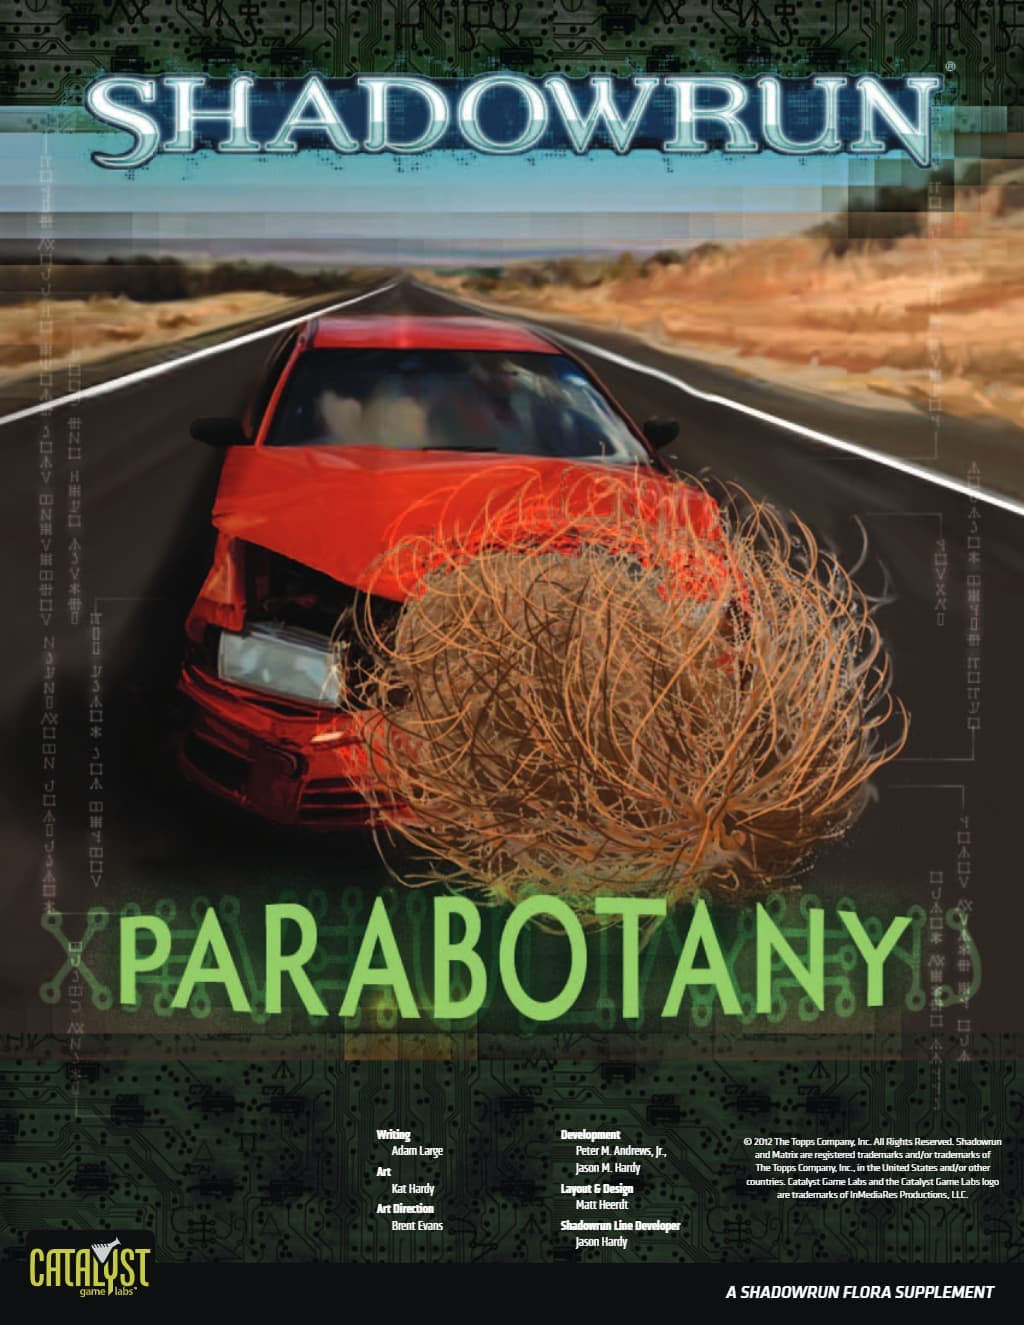 SHADOWRUN®
PARABOTANY
Writing
Adam Large
Art
Kat Hardy
Art Direction
Brent Evans
Development
Peter M. Andrews, Jr.,
Jason M. Hardy
Layout & Design
Matt Heerdt
Shadowrun Line Developer
Jason Hardy
© 2012 The Topps Company, Inc. All Rights Reserved. Shadowrun
and Matrix are registered trademarks and/or trademarks of
The Topps Company, Inc., in the United States and/or other
countries. Catalyst Game Labs and the Catalyst Game Labs logo
are trademarks of InMediaRes Productions, LLC.
CATALYST
game labs™
A SHADOWRUN FLORA SUPPLEMENT